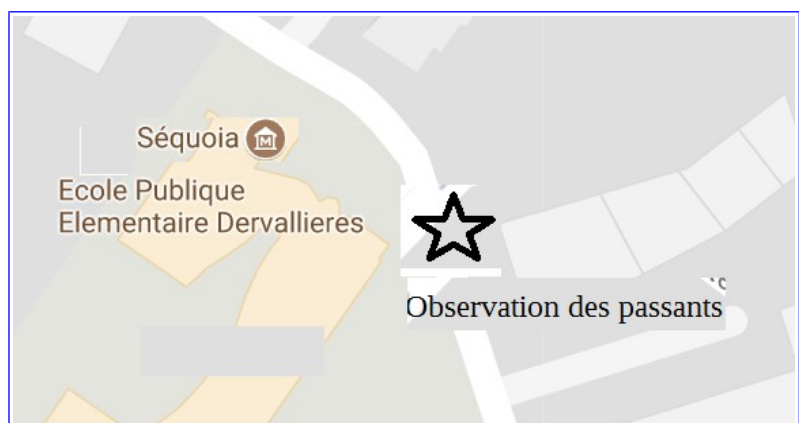 Séquoia
Ecole Publique
Elementaire Dervallieres
Observation des passants